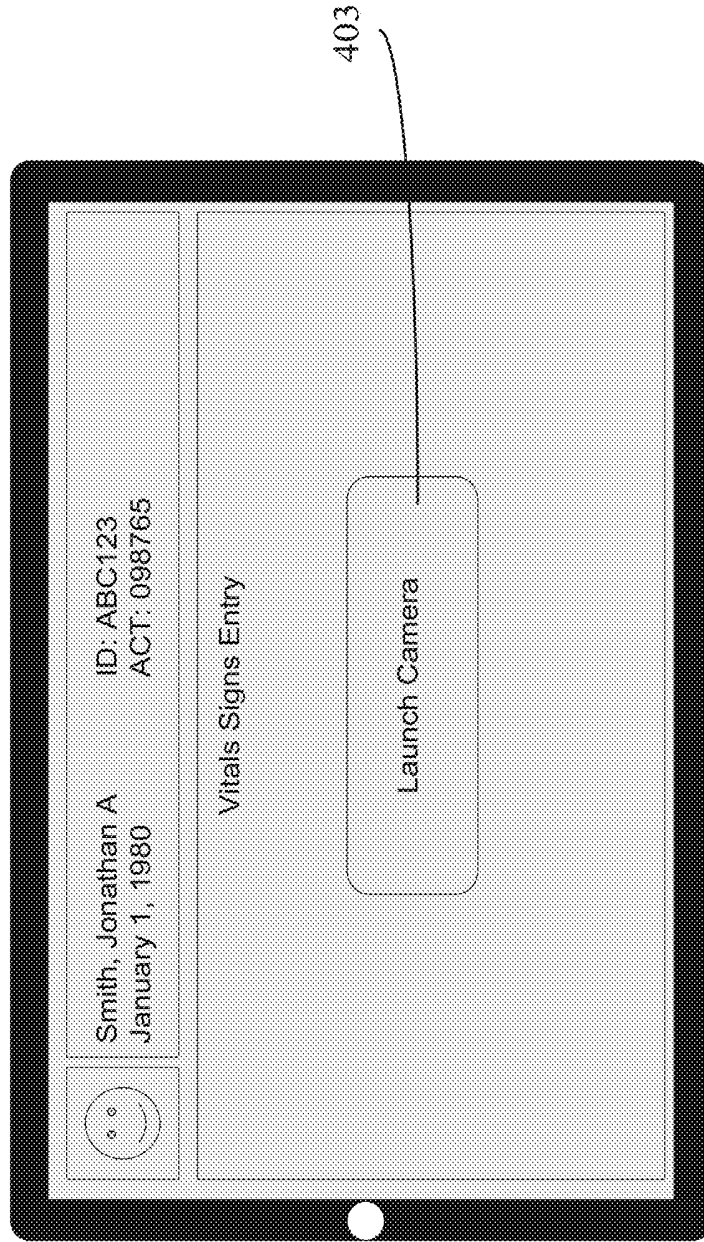 Smith, Jonathan A
January 1, 1980
ID: ABC123
ACT: 098765
Vitals Signs Entry
Launch Camera
403